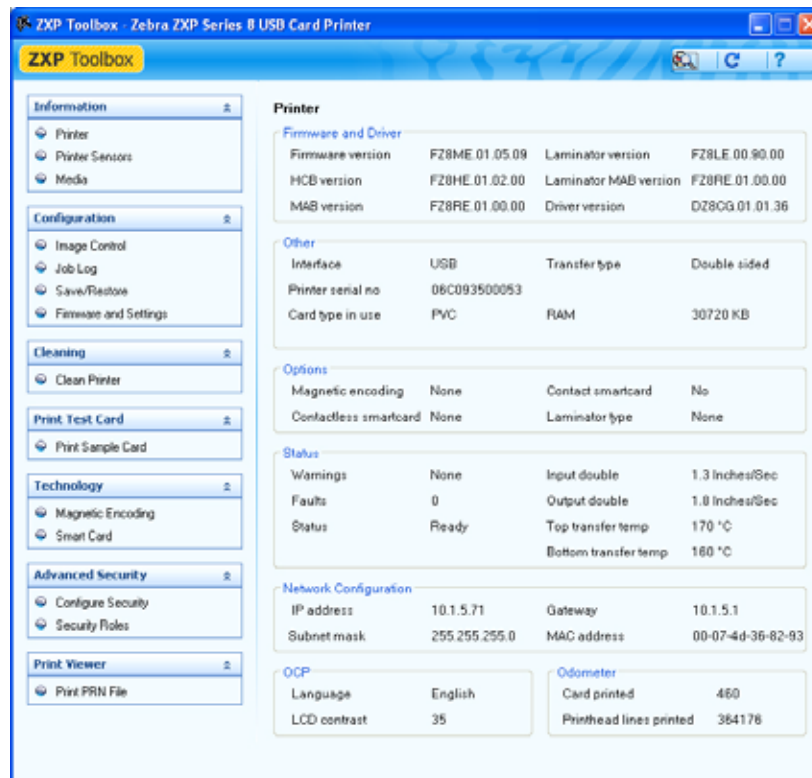 ZXP Toolbox - Zebra ZXP Series 8 USB Card Printer
ZXP Toolbox
Information
Printer
Printer Sensors
Media
Configuration
Image Control
Job Log
Save/Restore
Firmware and Settings
Cleaning
Clean Printer
Print Test Card
Print Sample Card
Technology
Magnetic Encoding
Smart Card
Advanced Security
Configure Security
Security Roles
Print Viewer
Print PRN File
Printer
Firmware and Driver
Firmware version FZ8ME.01.05.09 Laminator version FZ8LE.00.90.00
HCB version FZ8HE.01.02.00 Laminator MAB version FZ8RE.01.00.00
MAB version FZ8RE.01.00.00 Driver version DZ8CG.01.01.36
Other
Interface USB Transfer type Double sided
Printer serial no 06C093500053
Card type in use PVC RAM 30720 KB
Options
Magnetic encoding None Contact smartcard No
Contactless smartcard None Laminator type None
Status
Warnings None Input double 1.3 Inches/Sec
Faults 0 Output double 1.8 Inches/Sec
Status Ready Top transfer temp 170 °C
Bottom transfer temp 160 °C
Network Configuration
IP address 10.1.5.71 Gateway 10.1.5.1
Subnet mask 255.255.255.0 MAC address 00-07-4d-36-82-93
OCP
Language English
LCD contrast 35
Odometer
Card printed 460
Printhead lines printed 364176